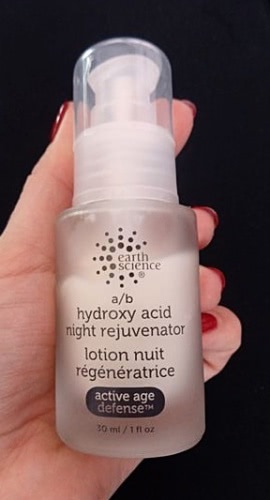 earth
science®
a/b
hydroxy acid
night rejuvenator
lotion nuit
régénératrice
active age
defense™
30 ml / 1 fl oz